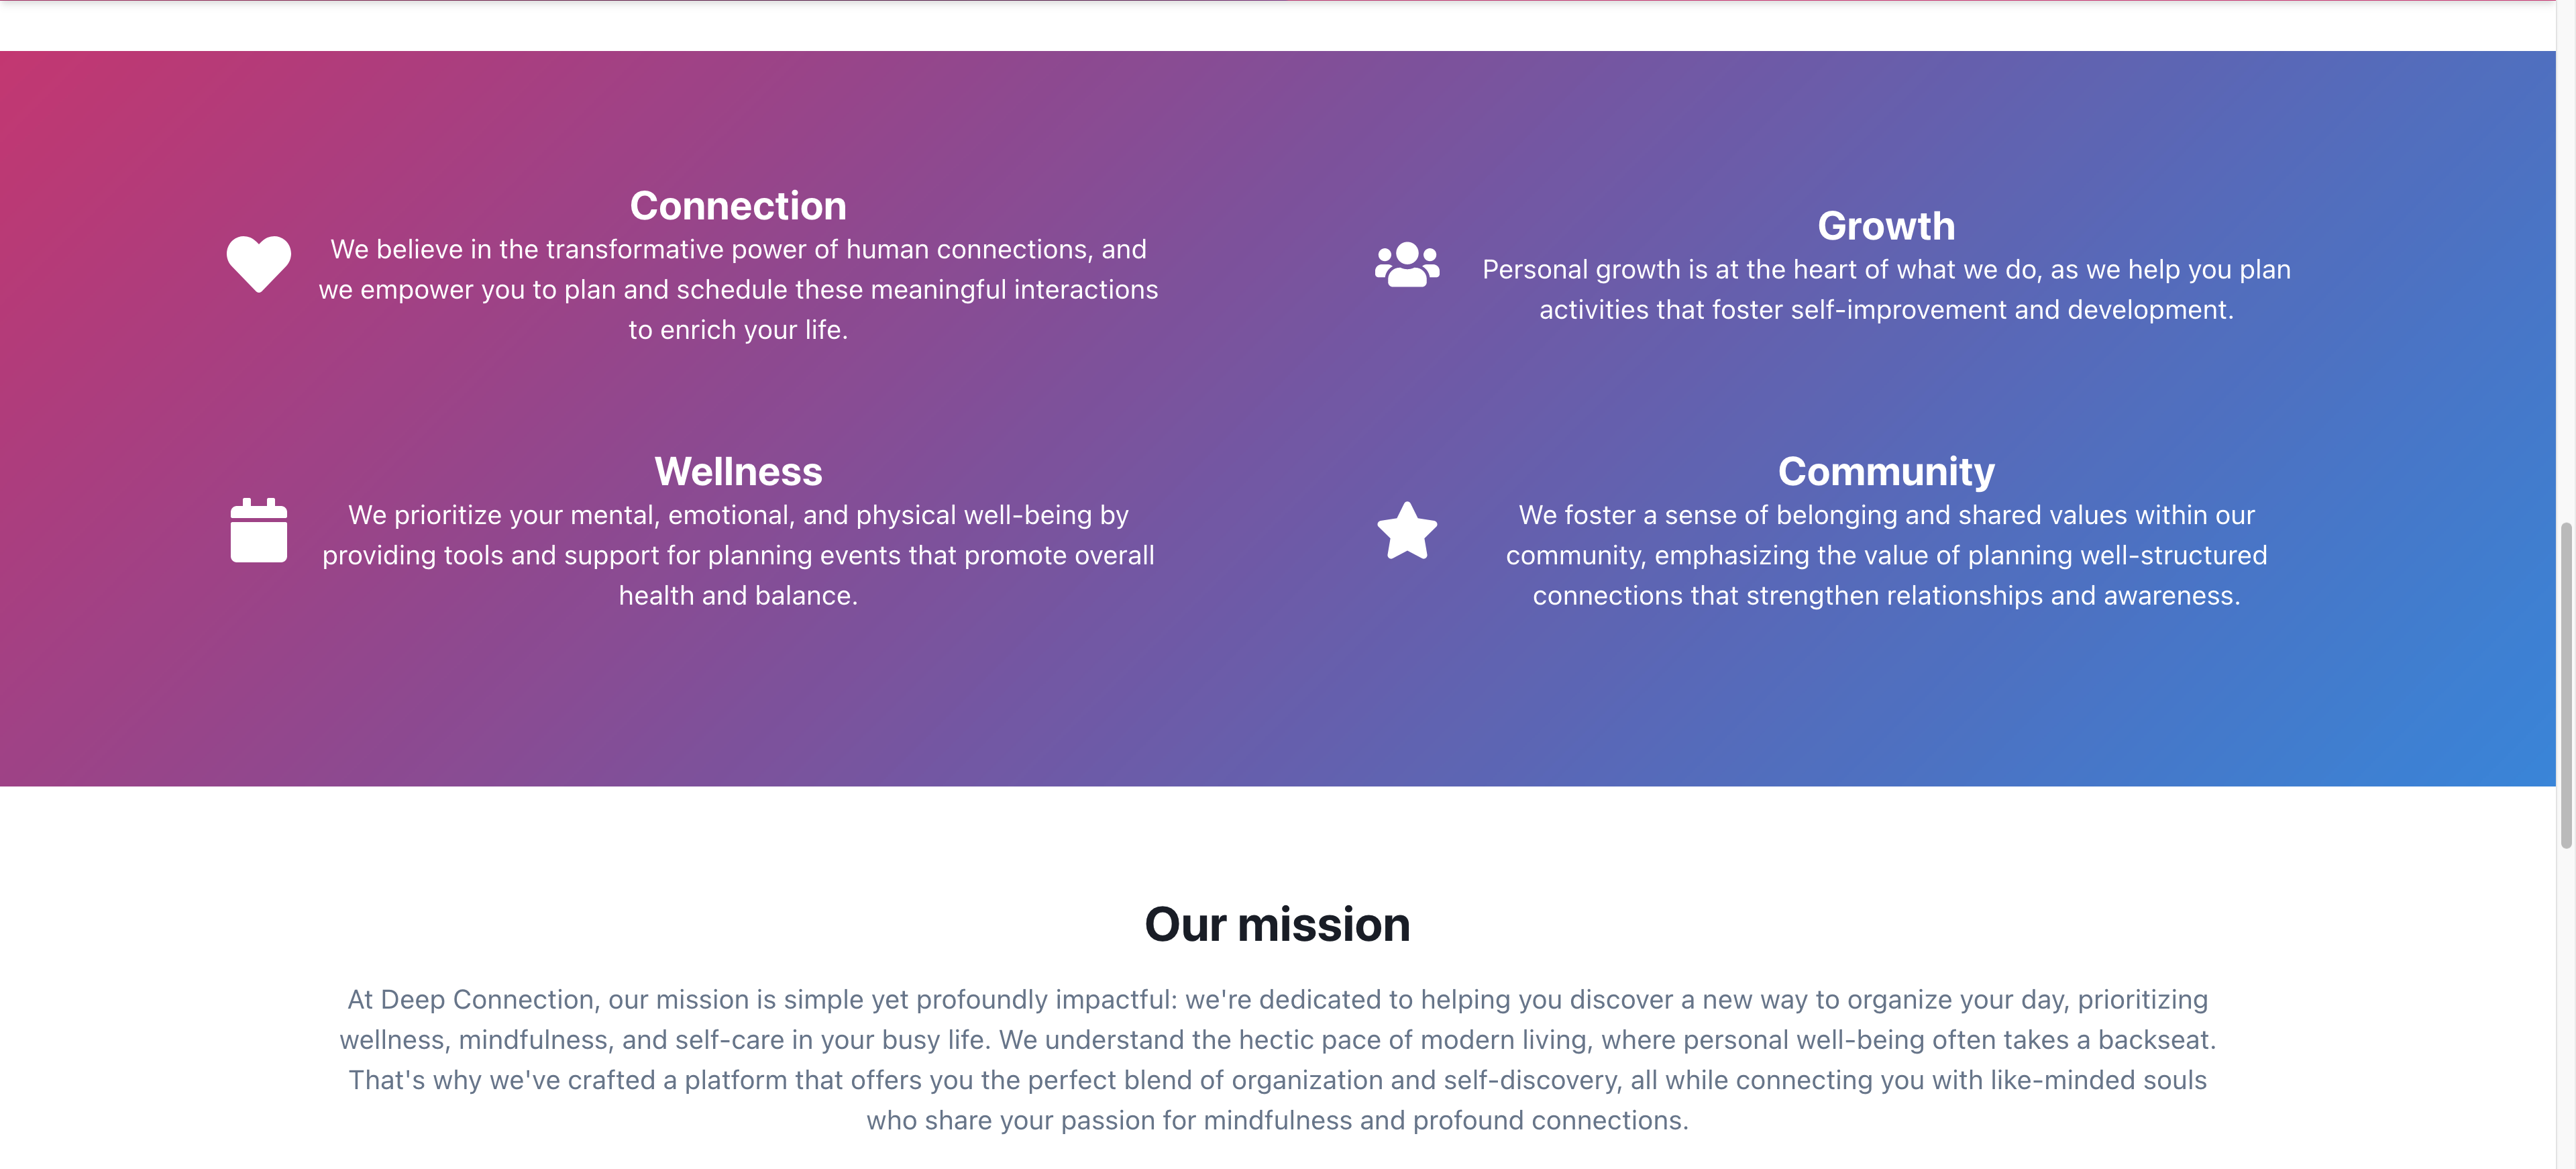 Connection
We believe in the transformative power of human connections, and
we empower you to plan and schedule these meaningful interactions
to enrich your life.
Growth
Personal growth is at the heart of what we do, as we help you plan
activities that foster self-improvement and development.
Wellness
We prioritize your mental, emotional, and physical well-being by
providing tools and support for planning events that promote overall
health and balance.
Community
We foster a sense of belonging and shared values within our
community, emphasizing the value of planning well-structured
connections that strengthen relationships and awareness.
Our mission
At Deep Connection, our mission is simple yet profoundly impactful: we're dedicated to helping you discover a new way to organize your day, prioritizing
wellness, mindfulness, and self-care in your busy life. We understand the hectic pace of modern living, where personal well-being often takes a backseat.
That's why we've crafted a platform that offers you the perfect blend of organization and self-discovery, all while connecting you with like-minded souls
who share your passion for mindfulness and profound connections.